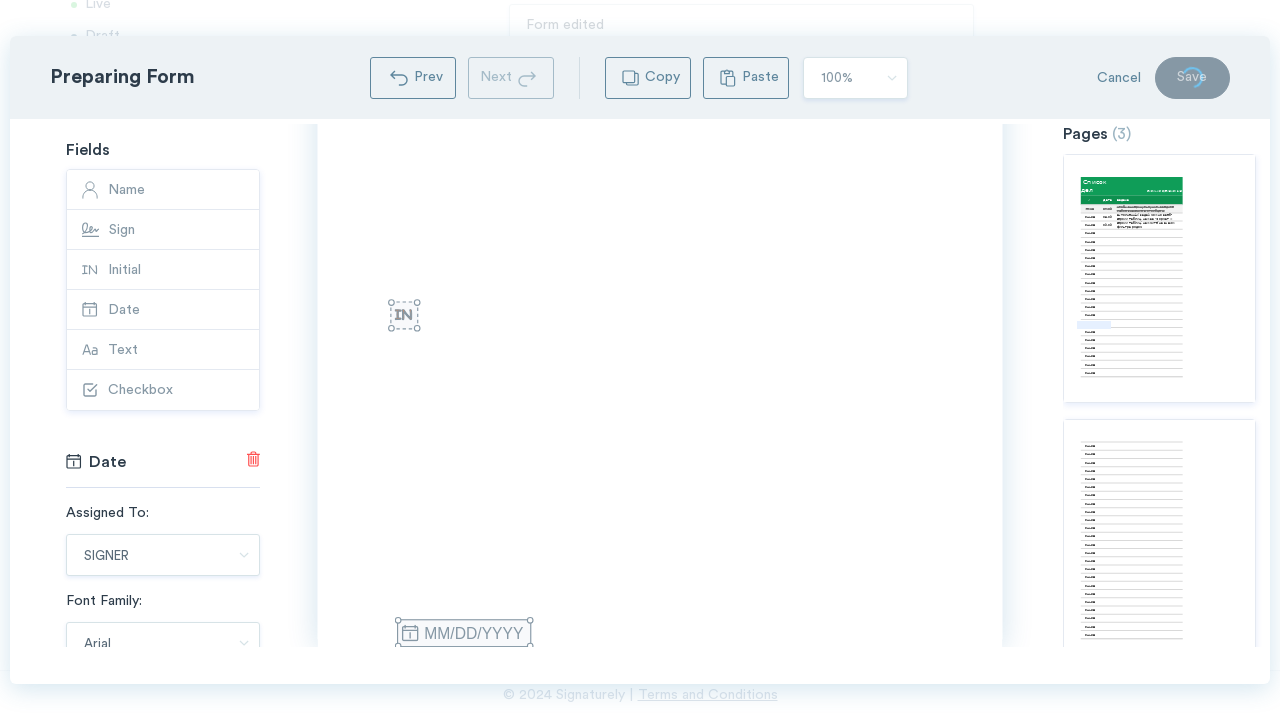 Live
Form edited
Draft
Preparing Form
Prev
Next
Copy
Paste
100%
Cancel
Save
Fields
Name
Sign
Initial
Date
Text
Checkbox
Date
Assigned To:
SIGNER
Font Family:
Arial
IN
MM/DD/YYYY
Pages (3)
Список
дел
© 2024 Signaturely | Terms and Conditions